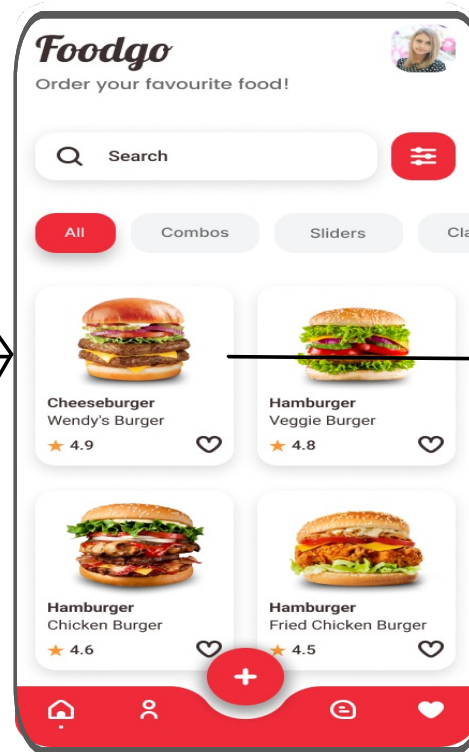 Foodgo
Order your favourite food!
Search
All Combos Sliders Cla
Cheeseburger
Wendy's Burger
4.9
Hamburger
Veggie Burger
4.8
Hamburger
Chicken Burger
4.6
Hamburger
Fried Chicken Burger
4.5